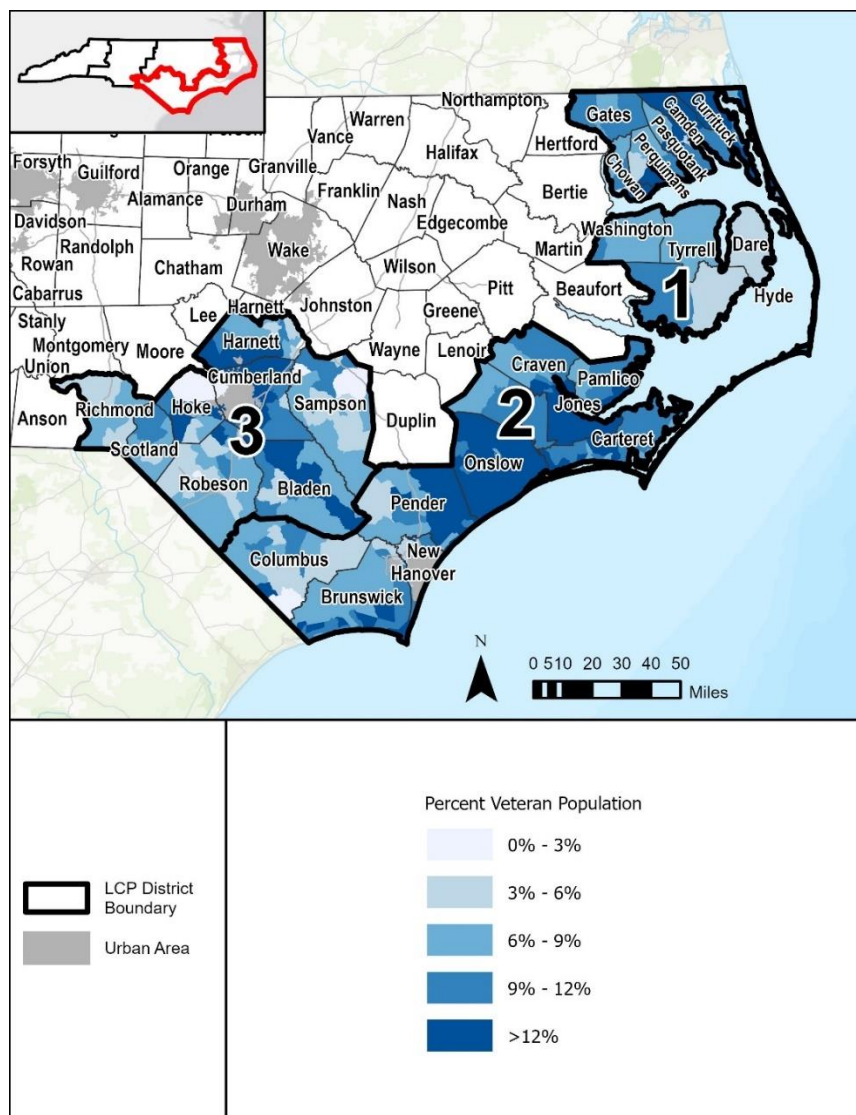 Northampton
Warren
Vance
Gates
Camden
Currituck
Pasquotank
Perquimans
Chowan
Hertford
Halifax
Forsyth
Guilford
Orange
Granville
Franklin
Bertie
Alamance
Durham
Nash
Edgecombe
Washington
Davidson
Wake
Martin
Tyrrell
Dare
Randolph
Rowan
Chatham
Wilson
Pitt
Beaufort
1
Hyde
Cabarrus
Harnett
Johnston
Greene
Stanly
Lee
Harnett
Montgomery
Moore
Wayne
Lenoir
Craven
Union
Cumberland
Pamlico
Richmond
Hoke
Sampson
2
Jones
Anson
3
Duplin
Carteret
Scotland
Onslow
Robeson
Bladen
Pender
Columbus
New
Hanover
Brunswick
N
0 5 10 20 30 40 50
Miles
LCP District
Boundary
Urban Area
Percent Veteran Population
0% - 3%
3% - 6%
6% - 9%
9% - 12%
>12%